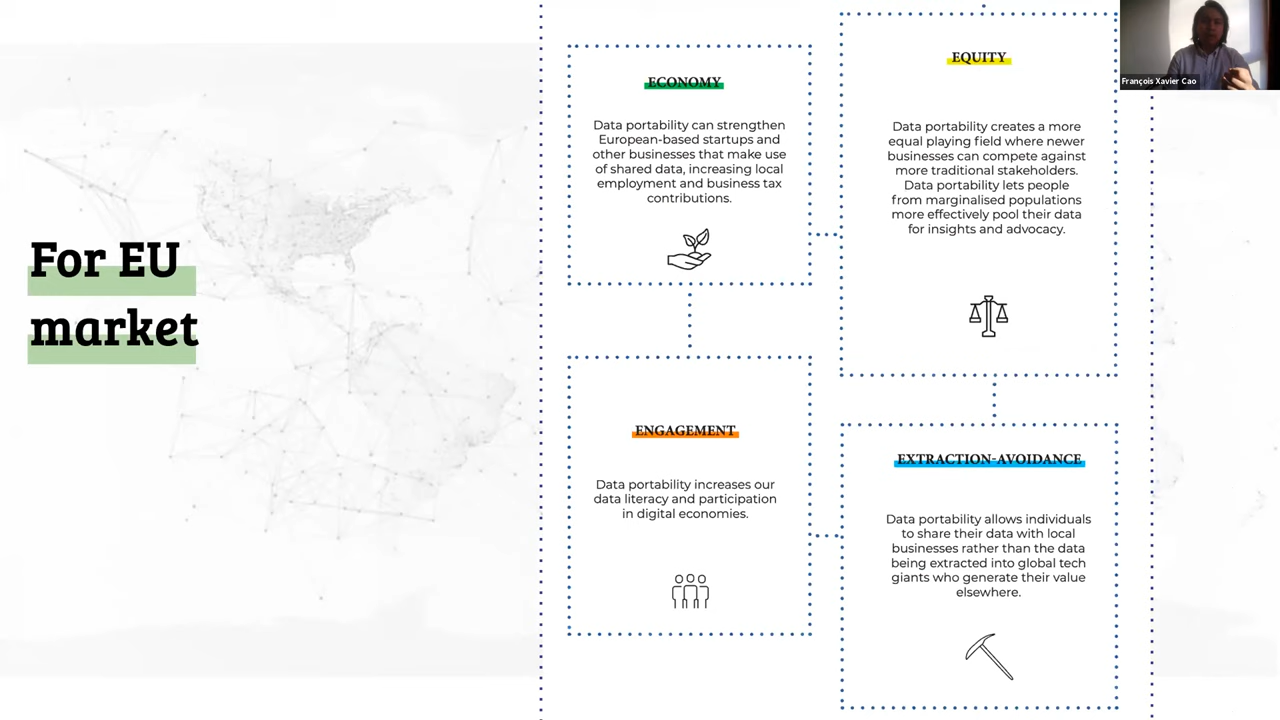 For EU
market
ECONOMY
Data portability can strengthen
European-based startups and
other businesses that make use
of shared data, increasing local
employment and business tax
contributions.
EQUITY
Data portability creates a more
equal playing field where newer
businesses can compete against
more traditional stakeholders.
Data portability lets people
from marginalised populations
more effectively pool their data
for insights and advocacy.
ENGAGEMENT
Data portability increases our
data literacy and participation
in digital economies.
EXTRACTION-AVOIDANCE
Data portability allows individuals
to share their data with local
businesses rather than the data
being extracted into global tech
giants who generate their value
elsewhere.
François Xavier Cao